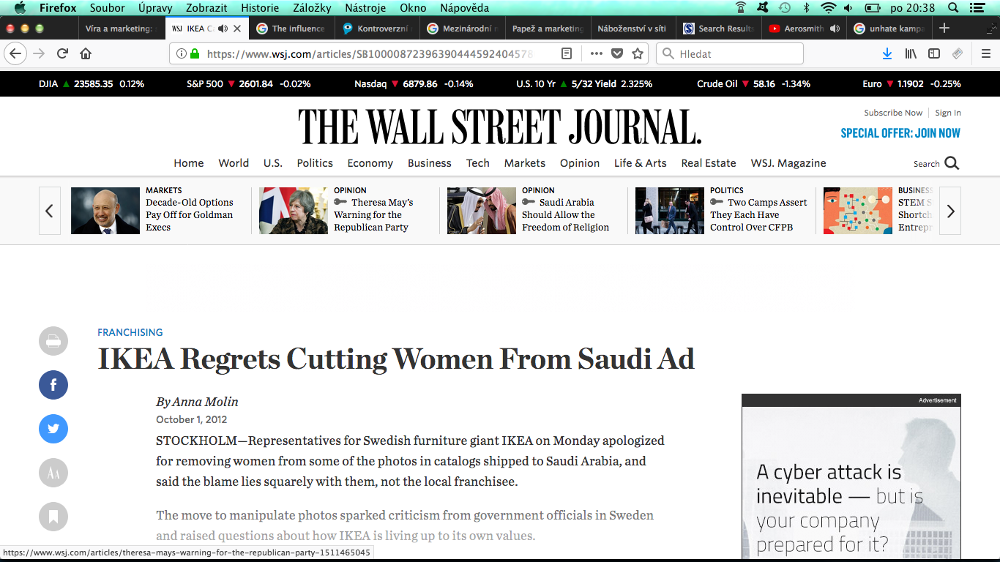 Firefox Soubor Úpravy Zobrazit Historie Záložky Nástroje Okno Nápověda po 20:38
Víra a marketing: WSJ IKEA C The influence Kontroverzní Mezinárodní Papež a marketing Náboženství v síti Search Results Aerosmith unhate kampa
https://www.wsj.com/articles/SB1000087239639044459240457 Hledat
DJIA 23585.35 0.12% S&P 500 2601.84 -0.02% Nasdaq 6879.86 -0.14% U.S. 10 Yr 5/32 Yield 2.325% Crude Oil 58.16 -1.34% Euro 1.1902 -0.25%
THE WALL STREET JOURNAL.
Subscribe Now Sign In
SPECIAL OFFER: JOIN NOW
Home World U.S. Politics Economy Business Tech Markets Opinion Life & Arts Real Estate WSJ. Magazine Search
MARKETS
Decade-Old Options
Pay Off for Goldman
Execs
OPINION
Theresa May's
Warning for the
Republican Party
OPINION
Saudi Arabia
Should Allow the
Freedom of Religion
POLITICS
Two Camps Assert
They Each Have
Control Over CFPB
BUSINESS
STEM S
Shortch
Entrepr
FRANCHISING
IKEA Regrets Cutting Women From Saudi Ad
By Anna Molin
October 1, 2012
STOCKHOLM—Representatives for Swedish furniture giant IKEA on Monday apologized
for removing women from some of the photos in catalogs shipped to Saudi Arabia, and
said the blame lies squarely with them, not the local franchisee.
The move to manipulate photos sparked criticism from government officials in Sweden
and raised questions about how IKEA is living up to its own values.
Advertisement
A cyber attack is
inevitable — but is
your company
prepared for it?
https://www.wsj.com/articles/theresa-mays-warning-for-the-republican-party-1511465045